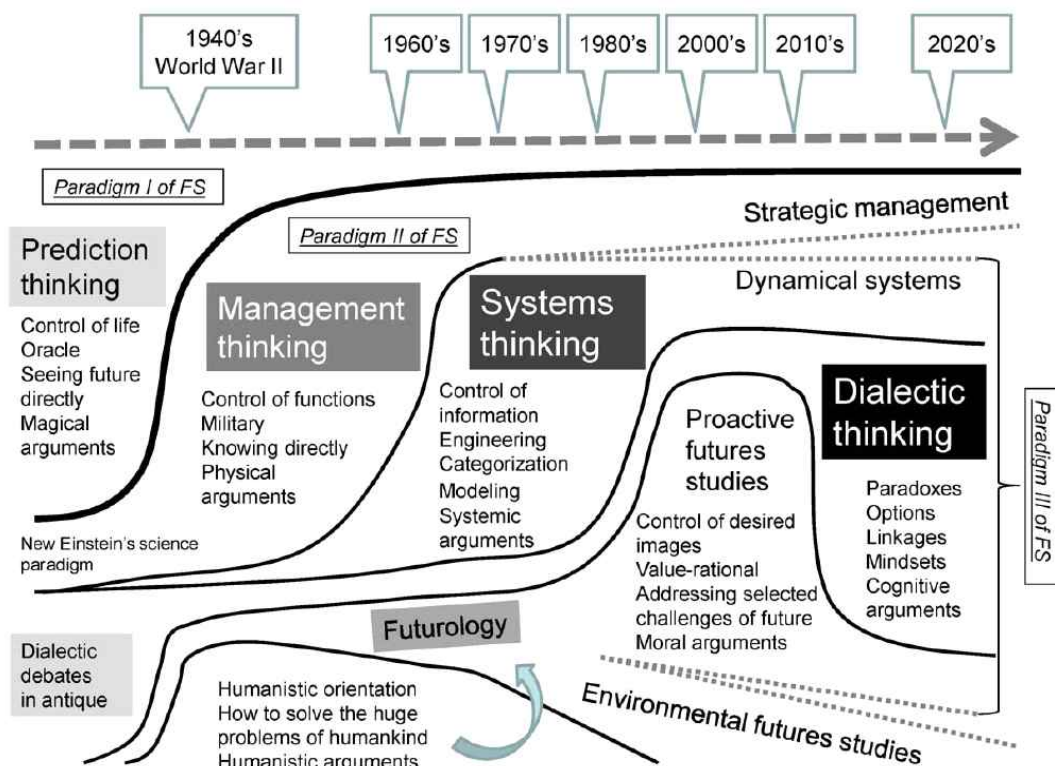 1940's
World War II
1960's
1970's
1980's
2000's
2010's
2020's
Paradigm I of FS
Paradigm II of FS
Strategic management
Prediction
thinking
Control of life
Oracle
Seeing future
directly
Magical
arguments
Management
thinking
Control of functions
Military
Knowing directly
Physical
arguments
Systems
thinking
Control of
information
Engineering
Categorization
Modeling
Systemic
arguments
Dynamical systems
Proactive
futures
studies
Control of desired
images
Value-rational
Addressing selected
challenges of future
Moral arguments
Dialectic
thinking
Paradoxes
Options
Linkages
Mindsets
Cognitive
arguments
Paradigm III of FS
New Einstein's science
paradigm
Dialectic
debates
in antique
Futurology
Humanistic orientation
How to solve the huge
problems of humankind
Humanistic arguments
Environmental futures studies